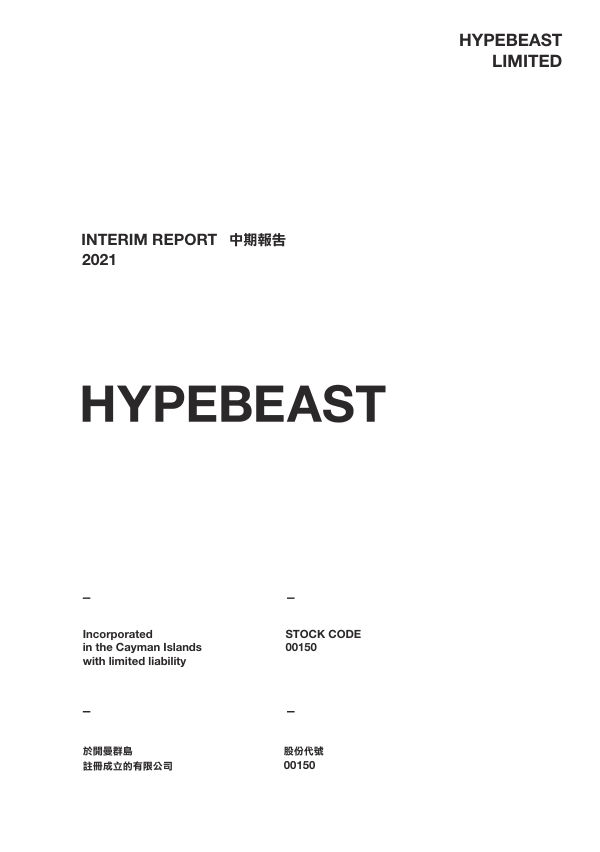 HYPEBEAST
LIMITED
INTERIM REPORT 中期報告
2021
HYPEBEAST
–
–
Incorporated
in the Cayman Islands
with limited liability
STOCK CODE
00150
–
–
於開曼群島
註冊成立的有限公司
股份代號
00150